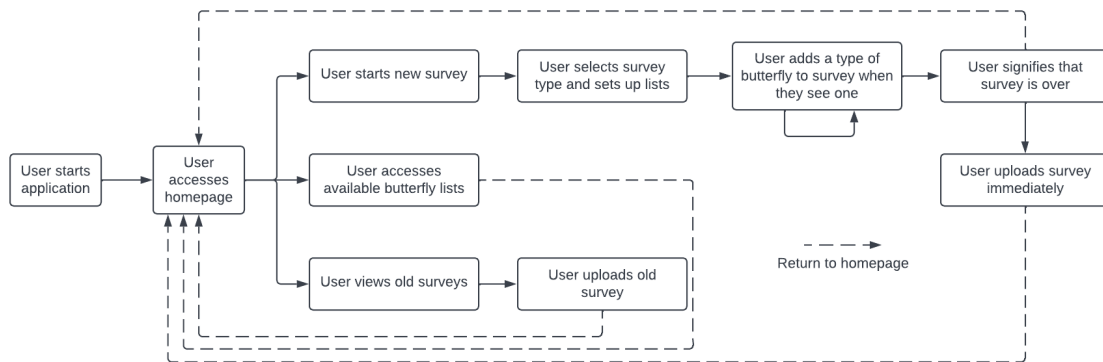 User starts
application
User
accesses
homepage
User starts new survey
User selects survey
type and sets up lists
User adds a type of
butterfly to survey when
they see one
User signifies that
survey is over
User uploads survey
immediately
User accesses
available butterfly lists
User views old surveys
User uploads old
survey
Return to homepage